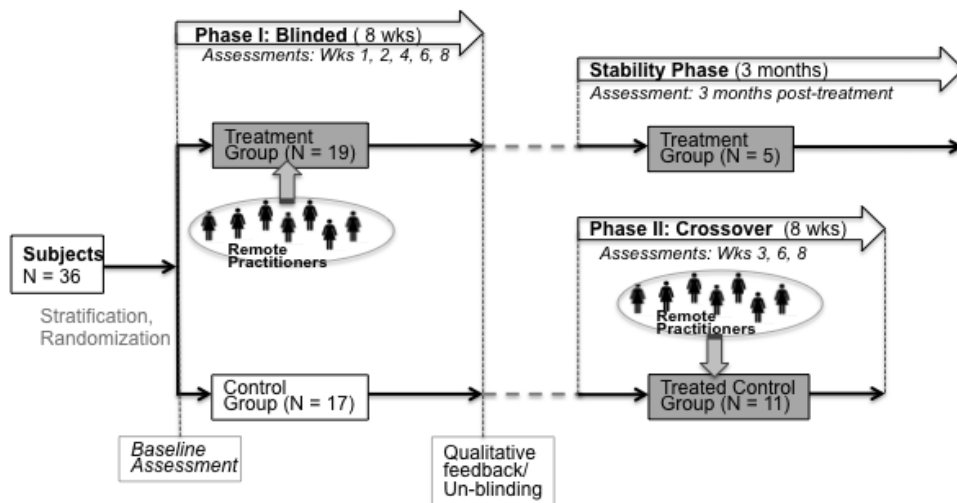 Phase I: Blinded ( 8 wks)
Assessments: Wks 1, 2, 4, 6, 8
Stability Phase (3 months)
Assessment: 3 months post-treatment
Treatment
Group (N = 19)
Treatment
Group (N = 5)
Remote
Practitioners
Phase II: Crossover (8 wks)
Assessments: Wks 3, 6, 8
Subjects
N = 36
Remote
Practitioners
Stratification,
Randomization
Control
Group (N = 17)
Treated Control
Group (N = 11)
Baseline
Assessment
Qualitative
feedback/
Un-blinding